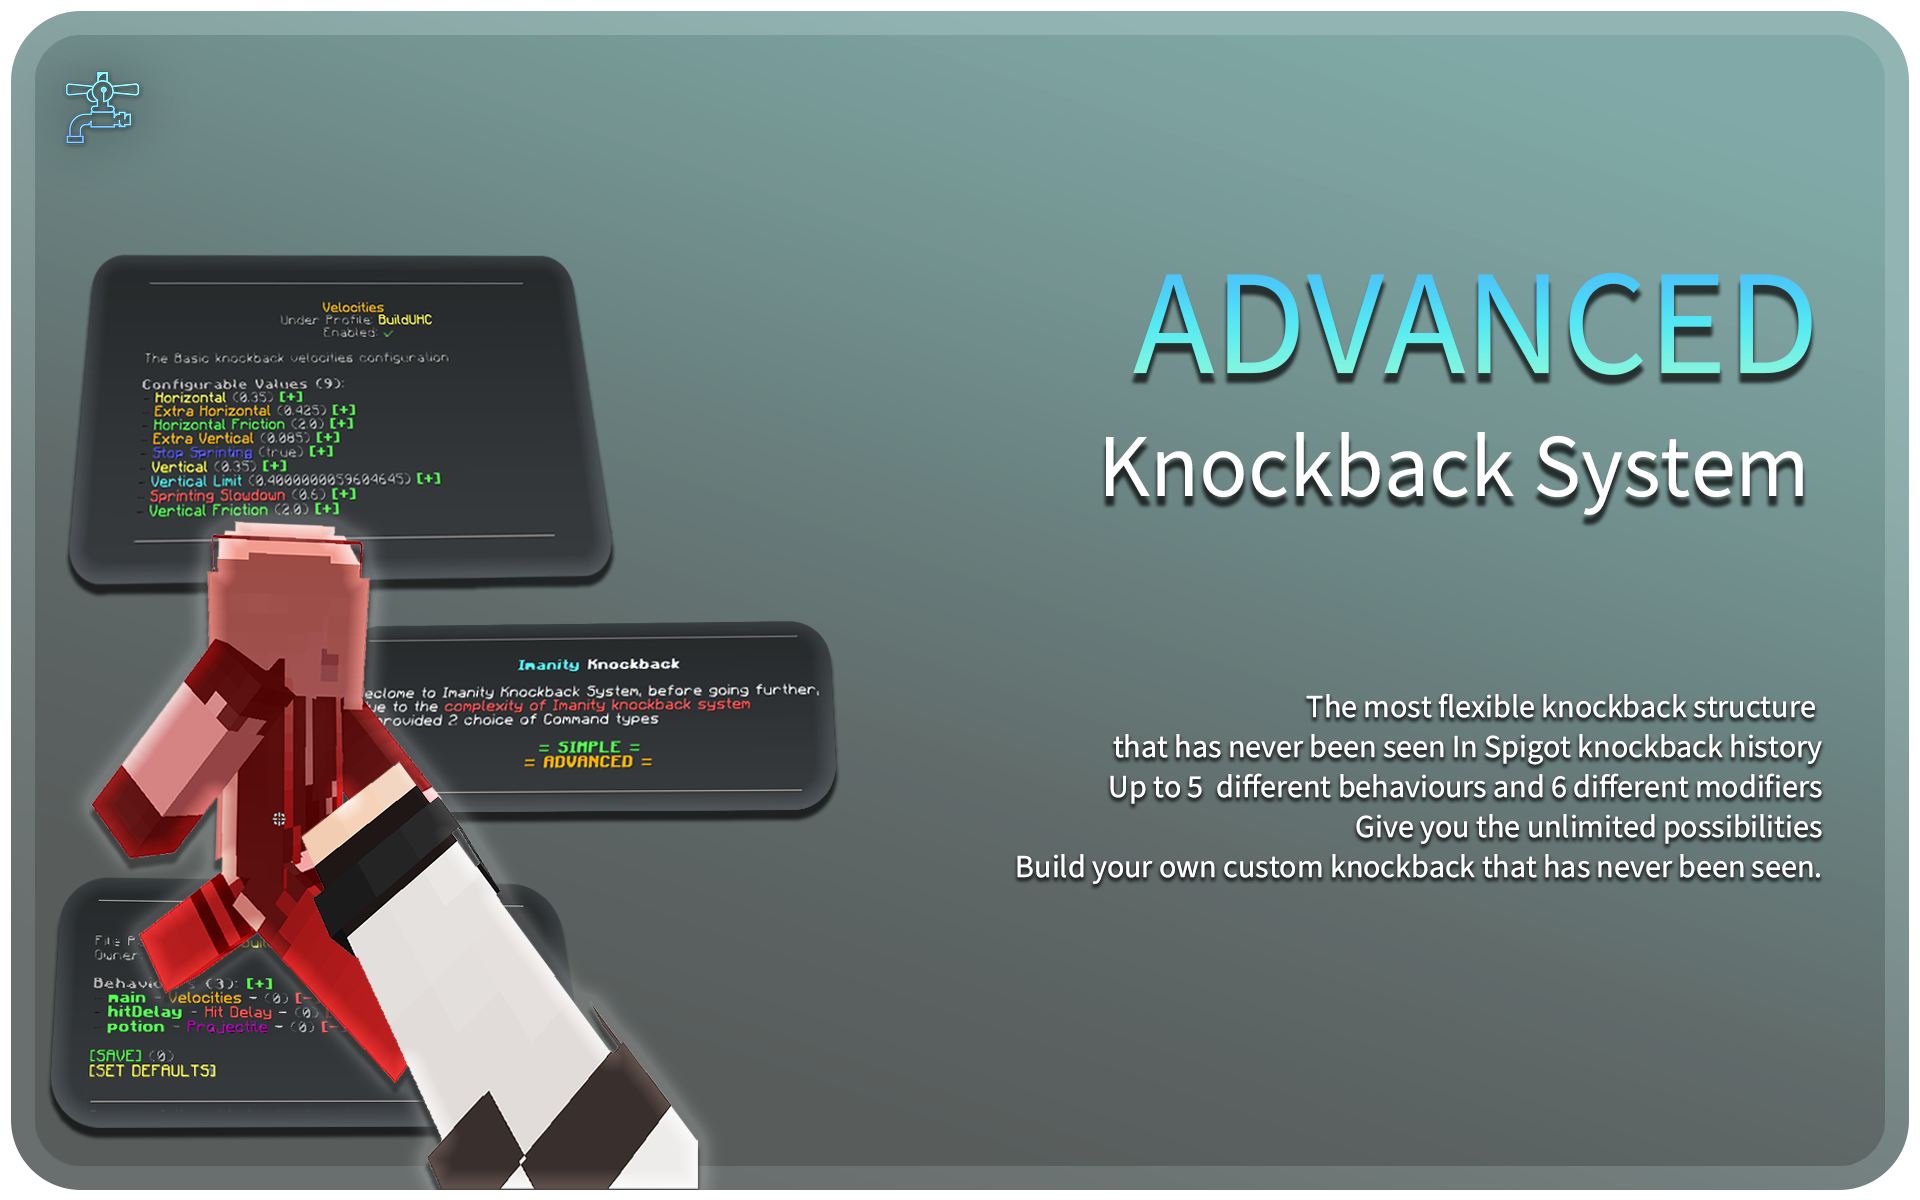 ADVANCED
Knockback System
The most flexible knockback structure
that has never been seen In Spigot knockback history
Up to 5  different behaviours and 6 different modifiers
Give you the unlimited possibilities
Build your own custom knockback that has never been seen.
Velocities
Under Profile: BuildUHC
Enabled: ✓
The Basic knockback velocities configuration
Configurable Values (9):
- Horizontal (0.35) [+]
- Extra Horizontal (0.425) [+]
- Horizontal Friction (2.0) [+]
- Extra Vertical (0.085) [+]
- Stop Sprinting (true) [+]
- Vertical (0.35) [+]
- Vertical Limit (0.4000000059604645) [+]
- Sprinting Slowdown (0.6) [+]
- Vertical Friction (2.0) [+]
Imanity Knockback
eclome to Imanity Knockback System, before going further,
ue to the complexity of Imanity knockback system
provided 2 choice of Command types
= SIMPLE =
= ADVANCED =
File
Owner
(3): [+]
- main - Velocities - (0) [-
- hitDelay - Hit Delay - (0)
- potion - Projectile - (0) [-
[SAVE] (0)
[SET DEFAULTS]